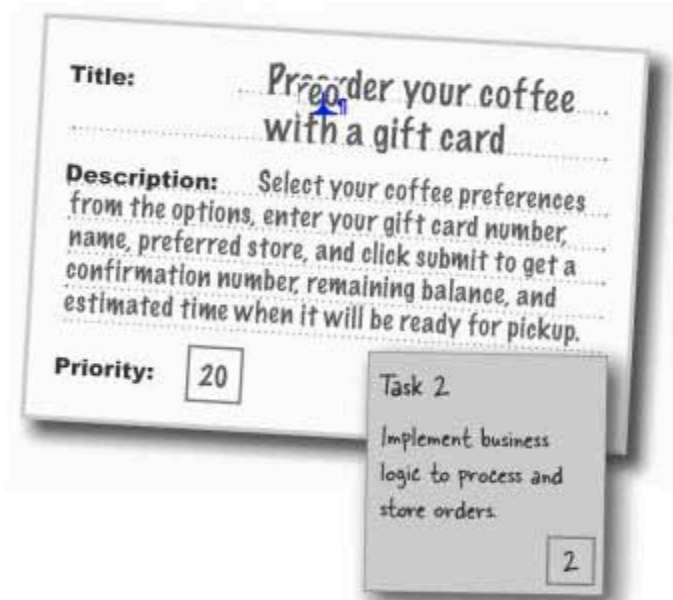 Title: Preorder your coffee
with a gift card
Description: Select your coffee preferences
from the options, enter your gift card number,
name, preferred store, and click submit to get a
confirmation number, remaining balance, and
estimated time when it will be ready for pickup.
Priority: 20
Task 2
Implement business
logic to process and
store orders.
2